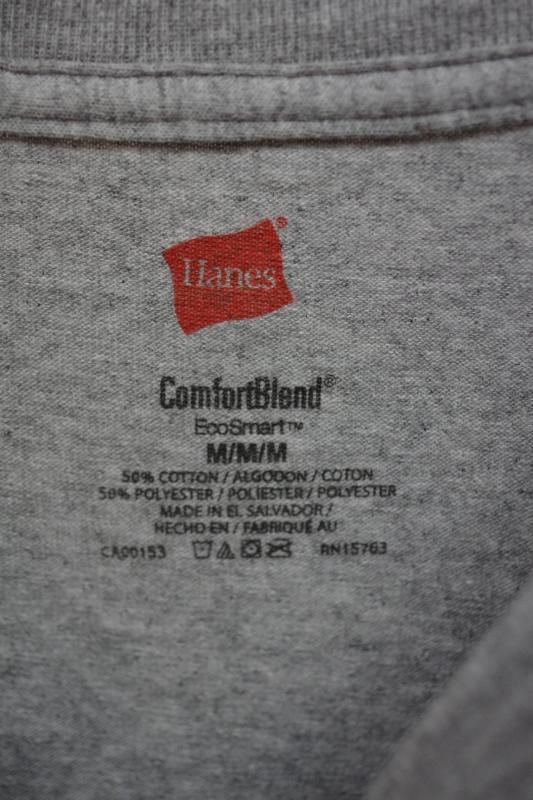 Hanes®
ComfortBlend®
EcoSmart™
M/M/M
50% COTTON / ALGODON / COTON
50% POLYESTER / POLIESTER / POLYESTER
MADE IN EL SALVADOR /
HECHO EN / FABRIQUÉ AU
CA00153 RN15763